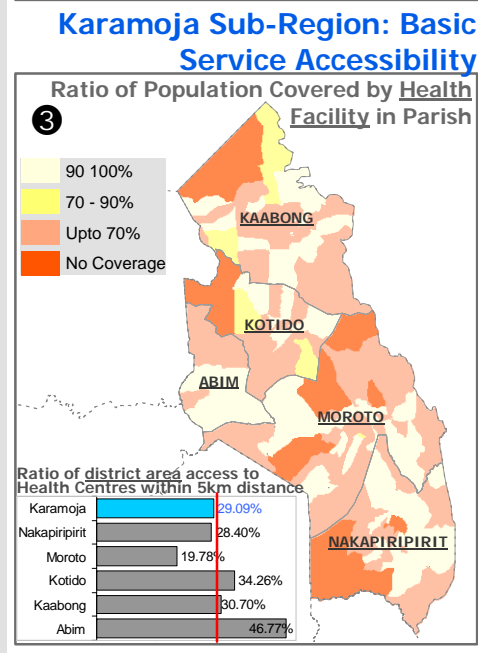 Karamoja Sub-Region: Basic
Service Accessibility
Ratio of Population Covered by Health
Facility in Parish
3
90 100%
70 - 90%
Upto 70%
No Coverage
KAABONG
KOTIDO
ABIM
MOROTO
NAKAPIRIPIRIT
Ratio of district area access to
Health Centres within 5km distance
Karamoja 29.09%
Nakapiripirit 28.40%
Moroto 19.78%
Kotido 34.26%
Kaabong 30.70%
Abim 46.77%